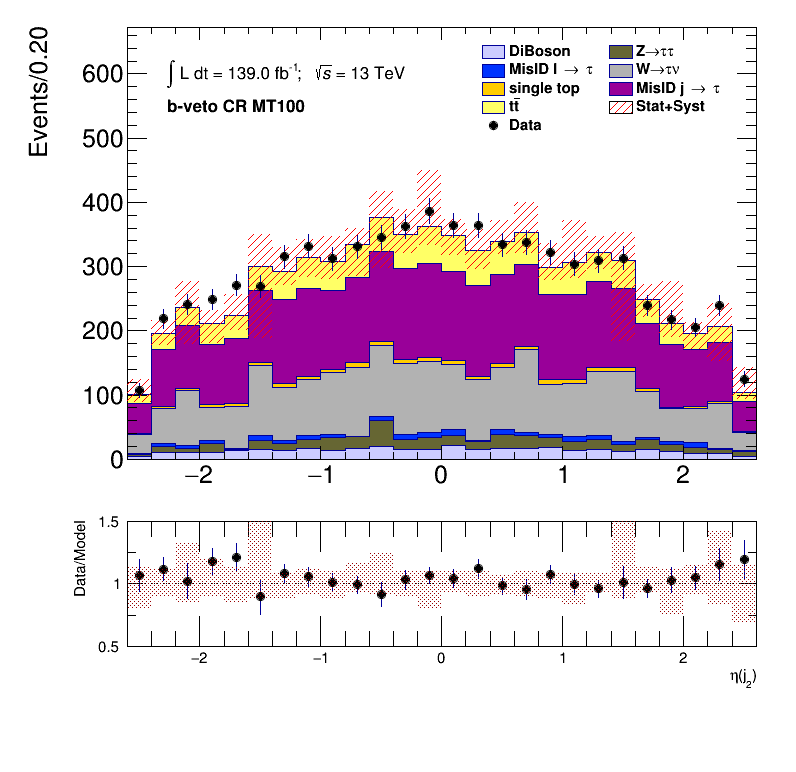 Events/0.20
600
500
400
300
200
100
0
∫ L dt = 139.0 fb⁻¹; √s = 13 TeV
b-veto CR MT100
DiBoson
Z→ττ
MisID l → τ
W→τν
single top
MisID j → τ
tt̄
Stat+Syst
Data
−2 −1 0 1 2
Data/Model
1.5
1
0.5
−2 −1 0 1 2
η(j₂)